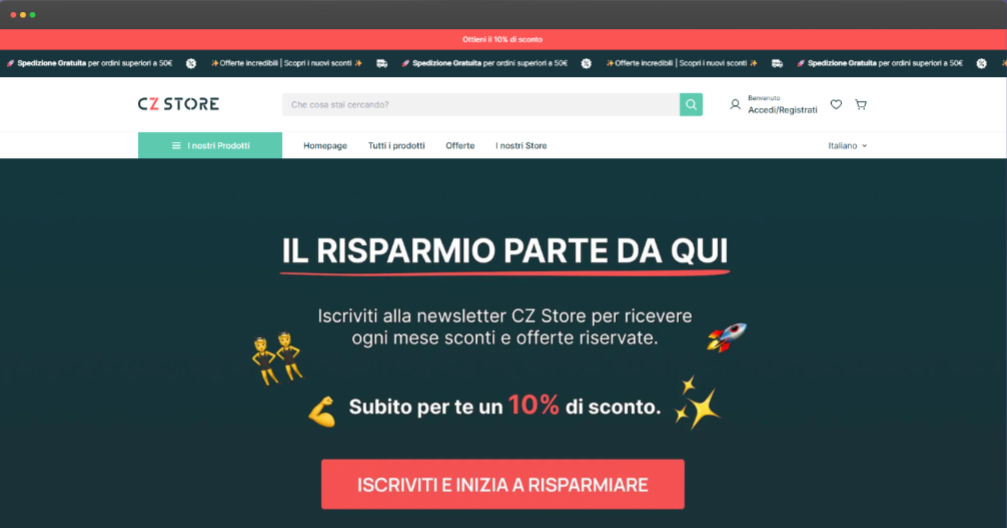 Ottieni il 10% di sconto
Spedizione Gratuita per ordini superiori a 50€ Offerte incredibili | Scopri i nuovi sconti Spedizione Gratuita per ordini superiori a 50€ Offerte incredibili | Scopri i nuovi sconti Spedizione Gratuita per ordini superiori a 50€
CZ STORE
Che cosa stai cercando?
Benvenuto
Accedi/Registrati
I nostri Prodotti Homepage Tutti i prodotti Offerte I nostri Store Italiano
IL RISPARMIO PARTE DA QUI
Iscriviti alla newsletter CZ Store per ricevere
ogni mese sconti e offerte riservate.
Subito per te un 10% di sconto.
ISCRIVITI E INIZIA A RISPARMIARE